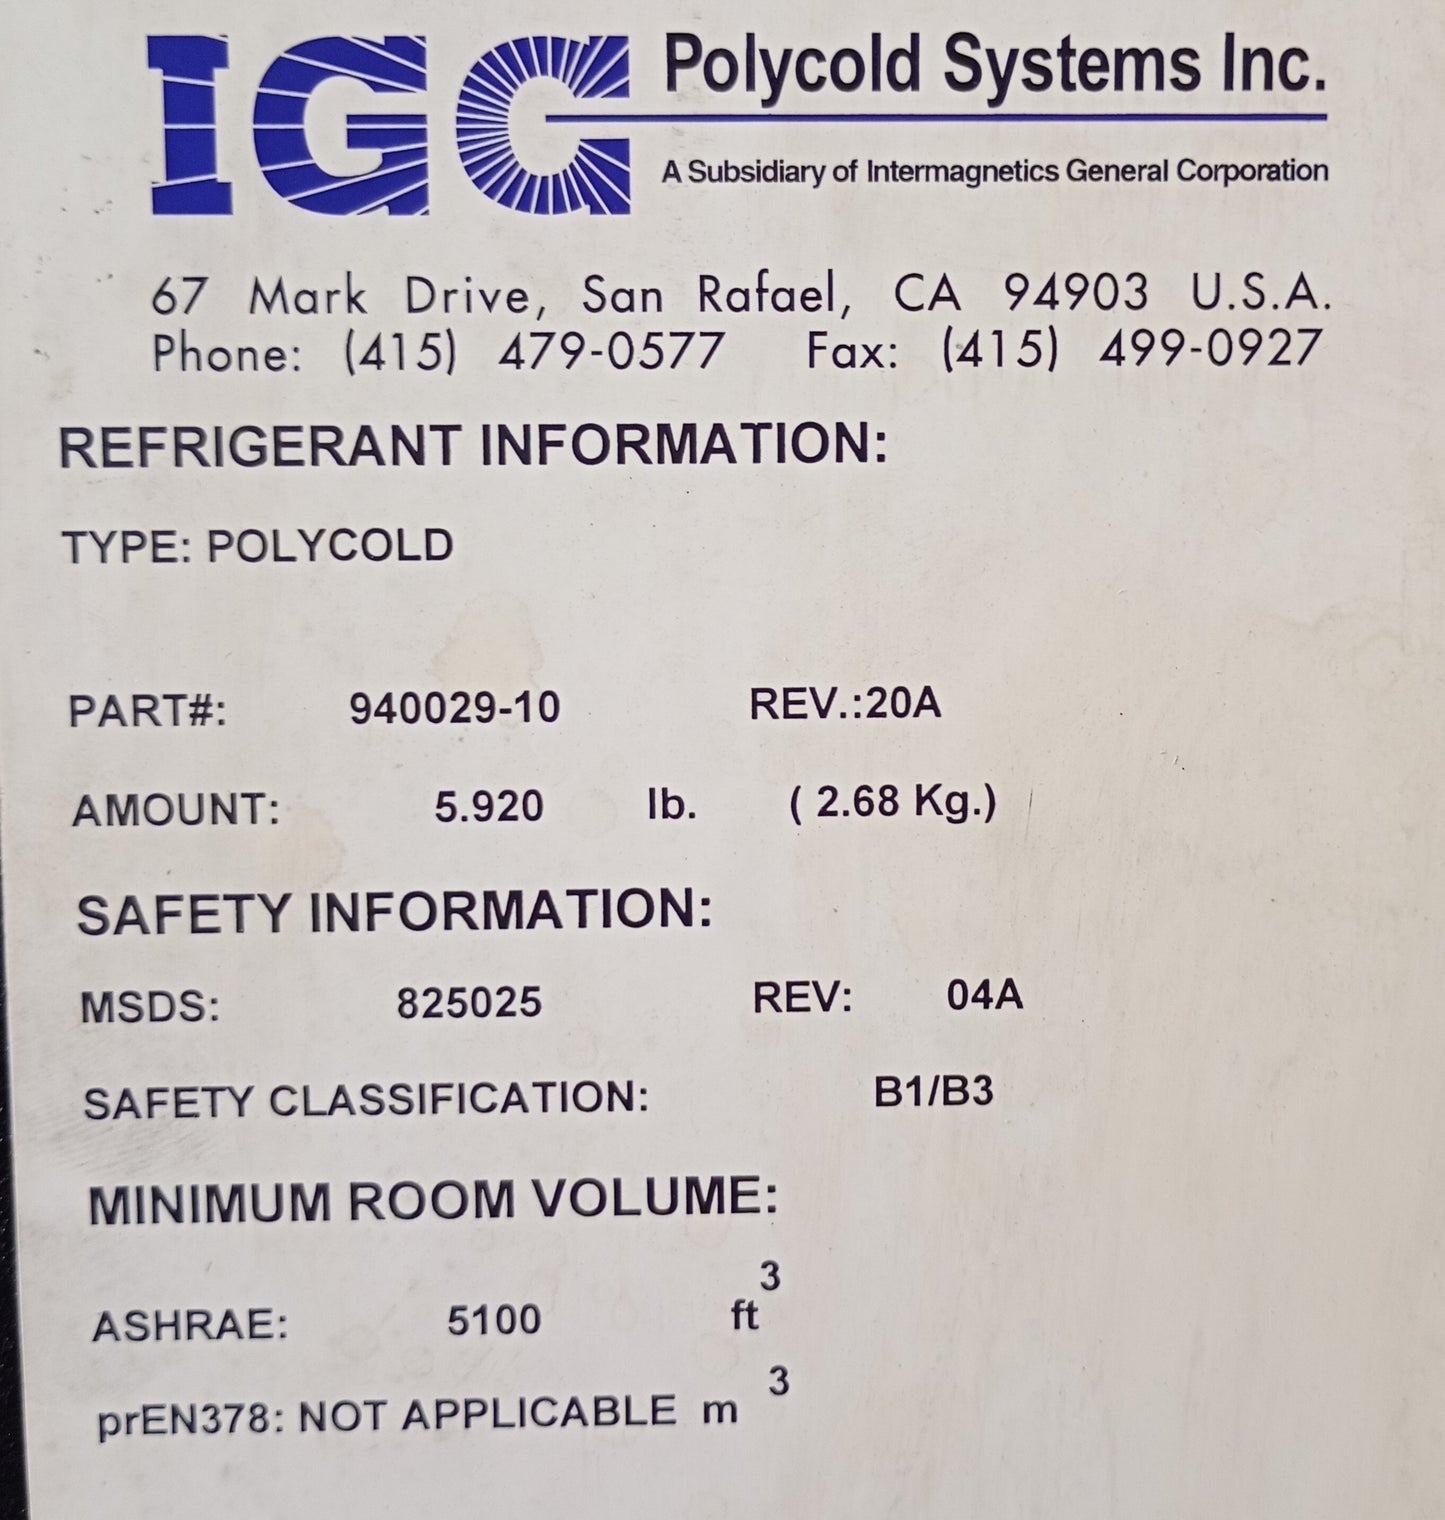 IGC Polycold Systems Inc.
A Subsidiary of Intermagnetics General Corporation
67 Mark Drive, San Rafael, CA 94903 U.S.A.
Phone: (415) 479-0577 Fax: (415) 499-0927
REFRIGERANT INFORMATION:
TYPE: POLYCOLD
PART#: 940029-10 REV.:20A
AMOUNT: 5.920 lb. ( 2.68 Kg.)
SAFETY INFORMATION:
MSDS: 825025 REV: 04A
SAFETY CLASSIFICATION: B1/B3
MINIMUM ROOM VOLUME:
ASHRAE: 5100 ft³
prEN378: NOT APPLICABLE m³